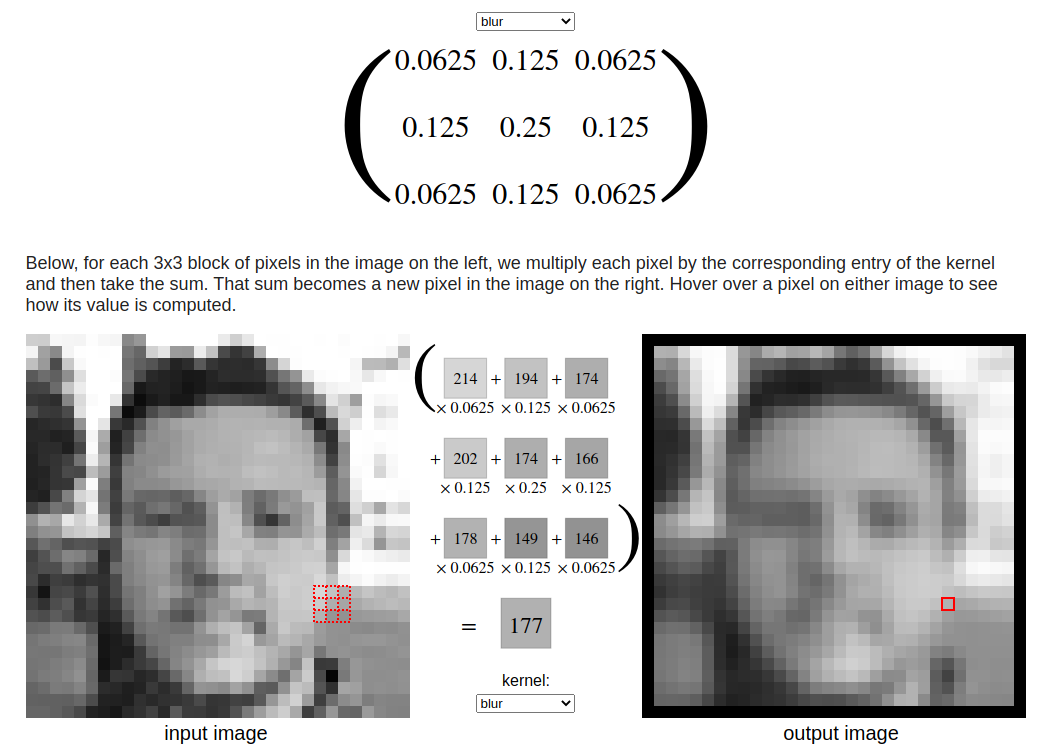 blur
0.0625 0.125 0.0625
0.125 0.25 0.125
0.0625 0.125 0.0625
Below, for each 3x3 block of pixels in the image on the left, we multiply each pixel by the corresponding entry of the kernel
and then take the sum. That sum becomes a new pixel in the image on the right. Hover over a pixel on either image to see
how its value is computed.
( 214 + 194 + 174
× 0.0625 × 0.125 × 0.0625
+ 202 + 174 + 166
× 0.125 × 0.25 × 0.125
+ 178 + 149 + 146 )
× 0.0625 × 0.125 × 0.0625
= 177
kernel:
blur
input image
output image